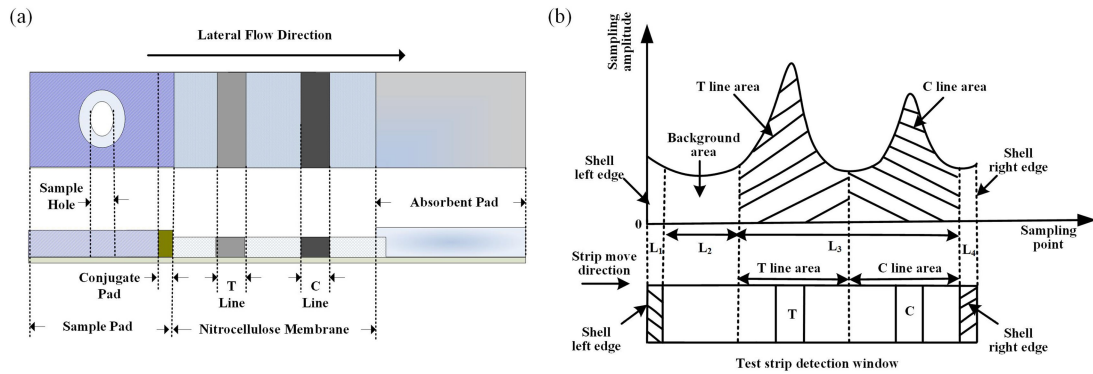 (a)
Lateral Flow Direction
Sample
Hole
Absorbent Pad
Conjugate
Pad
T
Line
C
Line
Sample Pad
Nitrocellulose Membrane
(b)
Sampling
amplitude
T line area
C line area
Background
area
Shell
left edge
Shell
right edge
0
L1
L2
L3
L4
Sampling
point
Strip move
direction
T line area
C line area
T
C
Shell
left edge
Shell
right edge
Test strip detection window